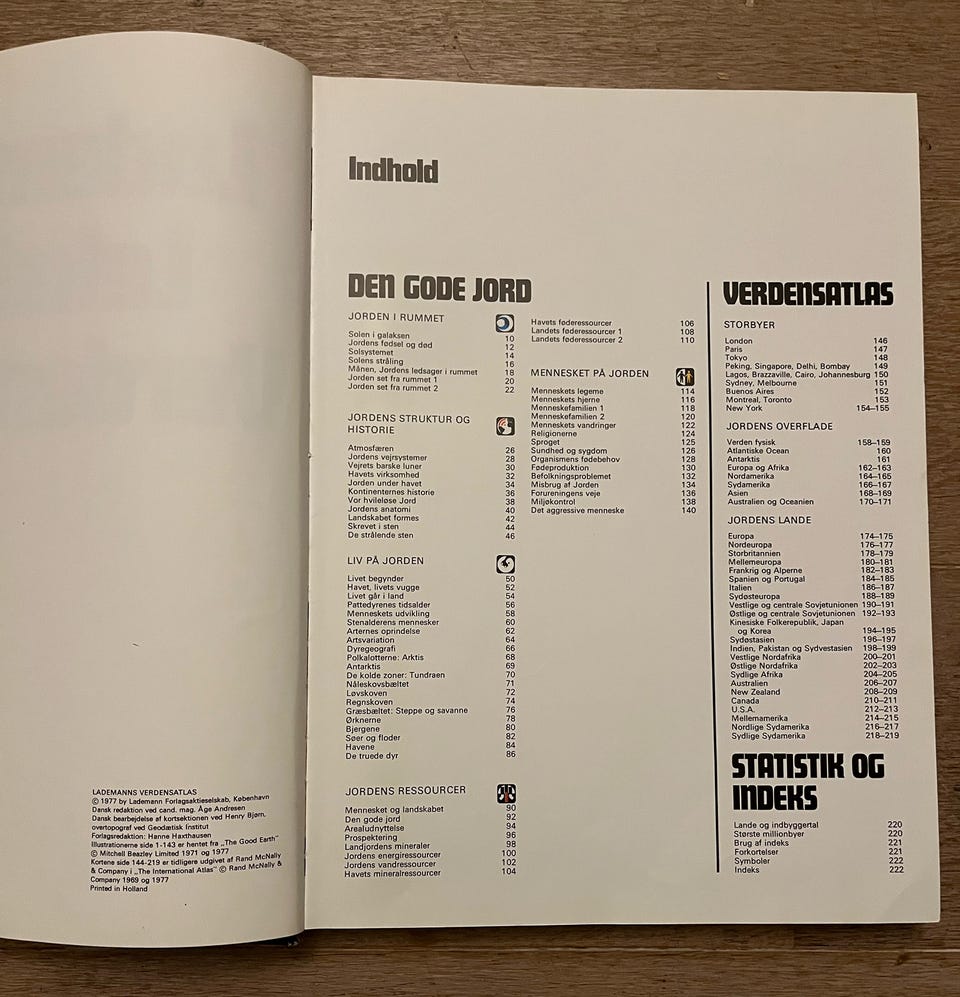 LADEMANNS VERDENSATLAS
© 1977 by Lademann Forlagsaktieselskab, København
Dansk redaktion ved cand. mag. Åge Andresen
Dansk bearbejdelse af kortsektionen ved Henry Bjørn,
overtopograf ved Geodætisk Institut
Forlagsredaktion: Hanne Haxthausen
Illustrationerne side 1-143 er hentet fra „The Good Earth"
© Mitchell Beazley Limited 1971 og 1977
Kortene side 144-219 er tidligere udgivet af Rand McNally
& Company i „The International Atlas" © Rand McNally &
Company 1969 og 1977
Printed in Holland
Indhold
DEN GODE JORD
JORDEN I RUMMET
Solen i galaksen 10
Jordens fødsel og død 12
Solsystemet 14
Solens stråling 16
Månen, Jordens ledsager i rummet 18
Jorden set fra rummet 1 20
Jorden set fra rummet 2 22
JORDENS STRUKTUR OG
HISTORIE
Atmosfæren 26
Jordens vejrsystemer 28
Vejrets barske luner 30
Havets virksomhed 32
Jorden under havet 34
Kontinenternes historie 36
Vor hvileløse Jord 38
Jordens anatomi 40
Landskabet formes 42
Skrevet i sten 44
De strålende sten 46
LIV PÅ JORDEN
Livet begynder 50
Havet, livets vugge 52
Livet går i land 54
Pattedyrenes tidsalder 56
Menneskets udvikling 58
Stenalderens mennesker 60
Arternes oprindelse 62
Artsvariation 64
Dyregeografi 66
Polkalotterne: Arktis 68
Antarktis 69
De kolde zoner: Tundraen 70
Nåleskovsbæltet 71
Løvskoven 72
Regnskoven 74
Græsbæltet: Steppe og savanne 76
Ørknerne 78
Bjergene 80
Søer og floder 82
Havene 84
De truede dyr 86
JORDENS RESSOURCER
Mennesket og landskabet 90
Den gode jord 92
Arealudnyttelse 94
Prospektering 96
Landjordens mineraler 98
Jordens energiressourcer 100
Jordens vandressourcer 102
Havets mineralressourcer 104
Havets føderessourcer 106
Landets føderessourcer 1 108
Landets føderessourcer 2 110
MENNESKET PÅ JORDEN
Menneskets legeme 114
Menneskets hjerne 116
Menneskefamilien 1 118
Menneskefamilien 2 120
Menneskets vandringer 122
Religionerne 124
Sproget 125
Sundhed og sygdom 126
Organismens fødebehov 128
Fødeproduktion 130
Befolkningsproblemet 132
Misbrug af Jorden 134
Forureningens veje 136
Miljøkontrol 138
Det aggressive menneske 140
VERDENSATLAS
STORBYER
London 146
Paris 147
Tokyo 148
Peking, Singapore, Delhi, Bombay 149
Lagos, Brazzaville, Cairo, Johannesburg 150
Sydney, Melbourne 151
Buenos Aires 152
Montreal, Toronto 153
New York 154–155
JORDENS OVERFLADE
Verden fysisk 158–159
Atlantiske Ocean 160
Antarktis 161
Europa og Afrika 162–163
Nordamerika 164–165
Sydamerika 166–167
Asien 168–169
Australien og Oceanien 170–171
JORDENS LANDE
Europa 174–175
Nordeuropa 176–177
Storbritannien 178–179
Mellemeuropa 180–181
Frankrig og Alperne 182–183
Spanien og Portugal 184–185
Italien 186–187
Sydøsteuropa 188–189
Vestlige og centrale Sovjetunionen 190–191
Østlige og centrale Sovjetunionen 192–193
Kinesiske Folkerepublik, Japan
og Korea 194–195
Sydøstasien 196–197
Indien, Pakistan og Sydvestasien 198–199
Vestlige Nordafrika 200–201
Østlige Nordafrika 202–203
Sydlige Afrika 204–205
Australien 206–207
New Zealand 208–209
Canada 210–211
U.S.A. 212–213
Mellemamerika 214–215
Nordlige Sydamerika 216–217
Sydlige Sydamerika 218–219
STATISTIK OG
INDEKS
Lande og indbyggertal 220
Største millionbyer 220
Brug af indeks 221
Forkortelser 221
Symboler 222
Indeks 222